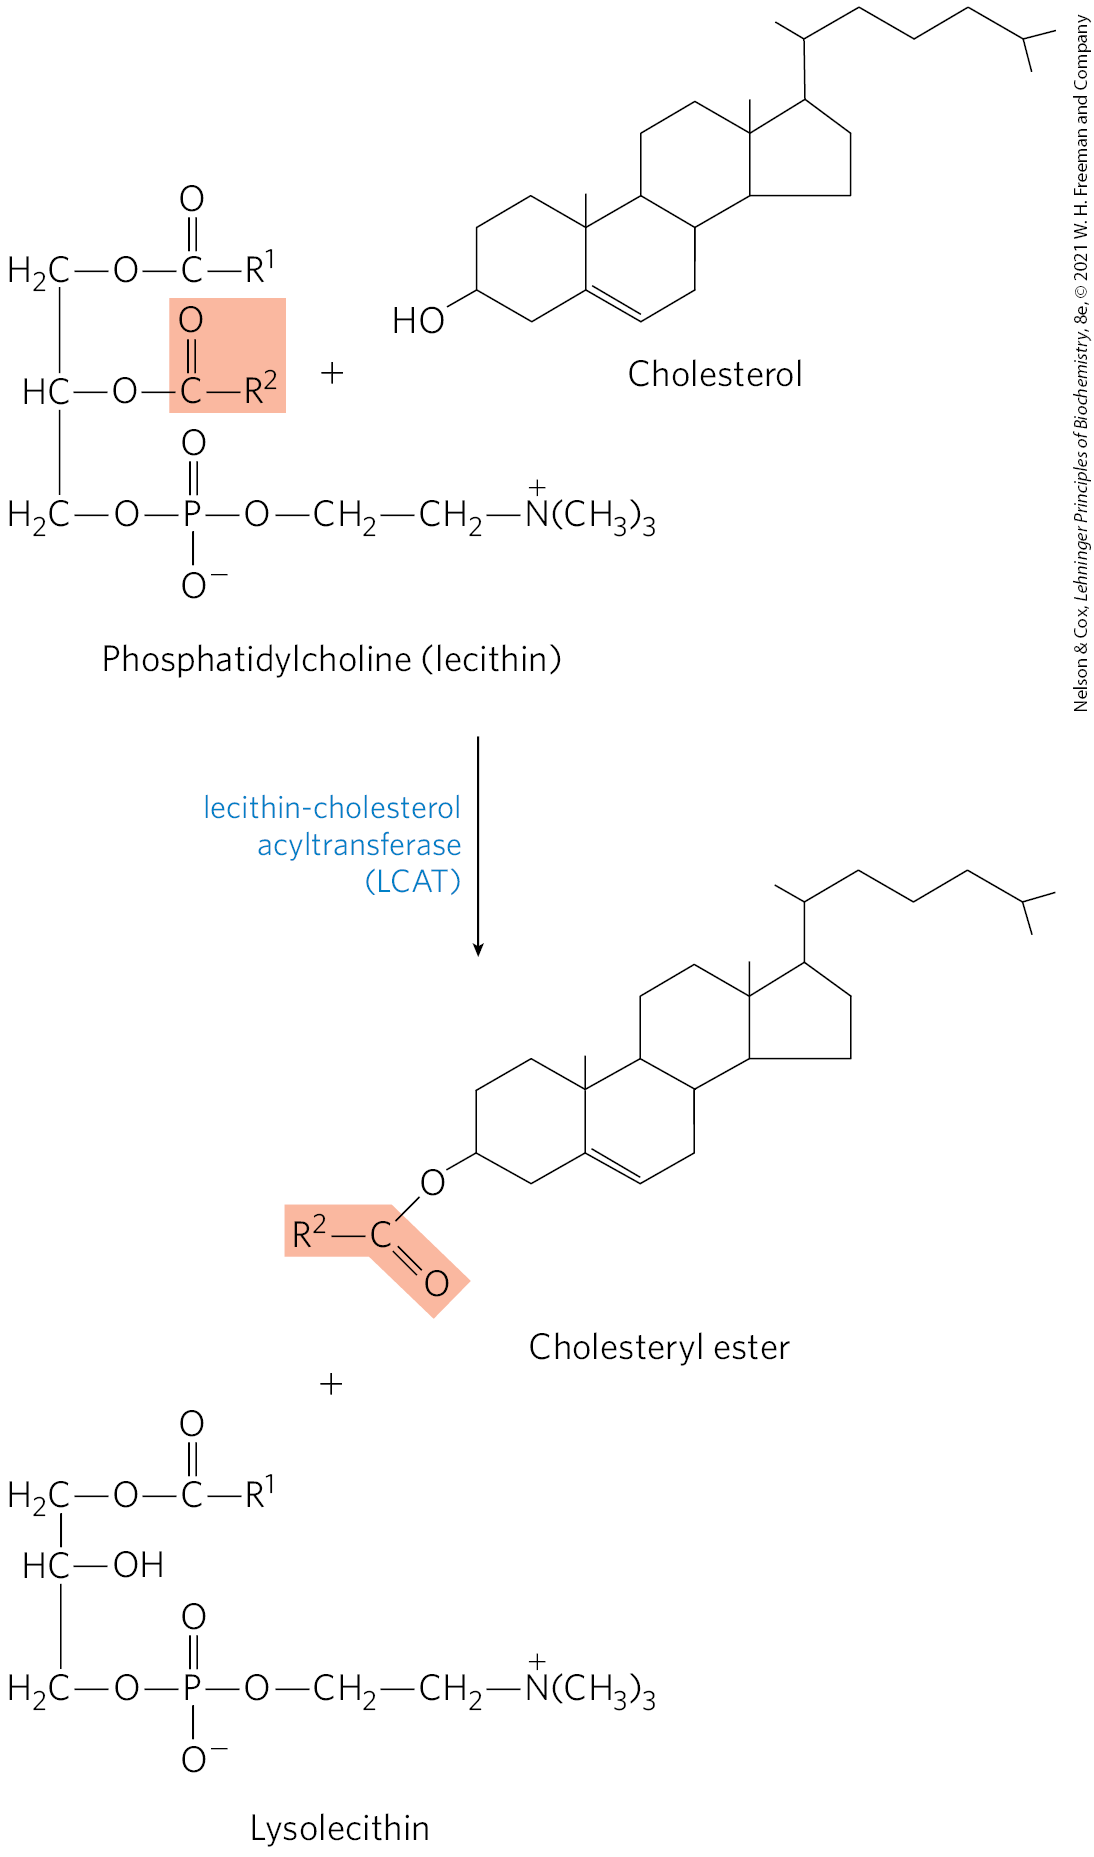 O
H₂C—O—C—R¹
O
HC—O—C—R²
O
H₂C—O—P—O—CH₂—CH₂—N⁺(CH₃)₃
O⁻
Phosphatidylcholine (lecithin)
+
HO
Cholesterol
lecithin-cholesterol
acyltransferase
(LCAT)
O
R²—C
O
Cholesteryl ester
+
O
H₂C—O—C—R¹
HC—OH
O
H₂C—O—P—O—CH₂—CH₂—N⁺(CH₃)₃
O⁻
Lysolecithin
Nelson & Cox, Lehninger Principles of Biochemistry, 8e, © 2021 W. H. Freeman and Company